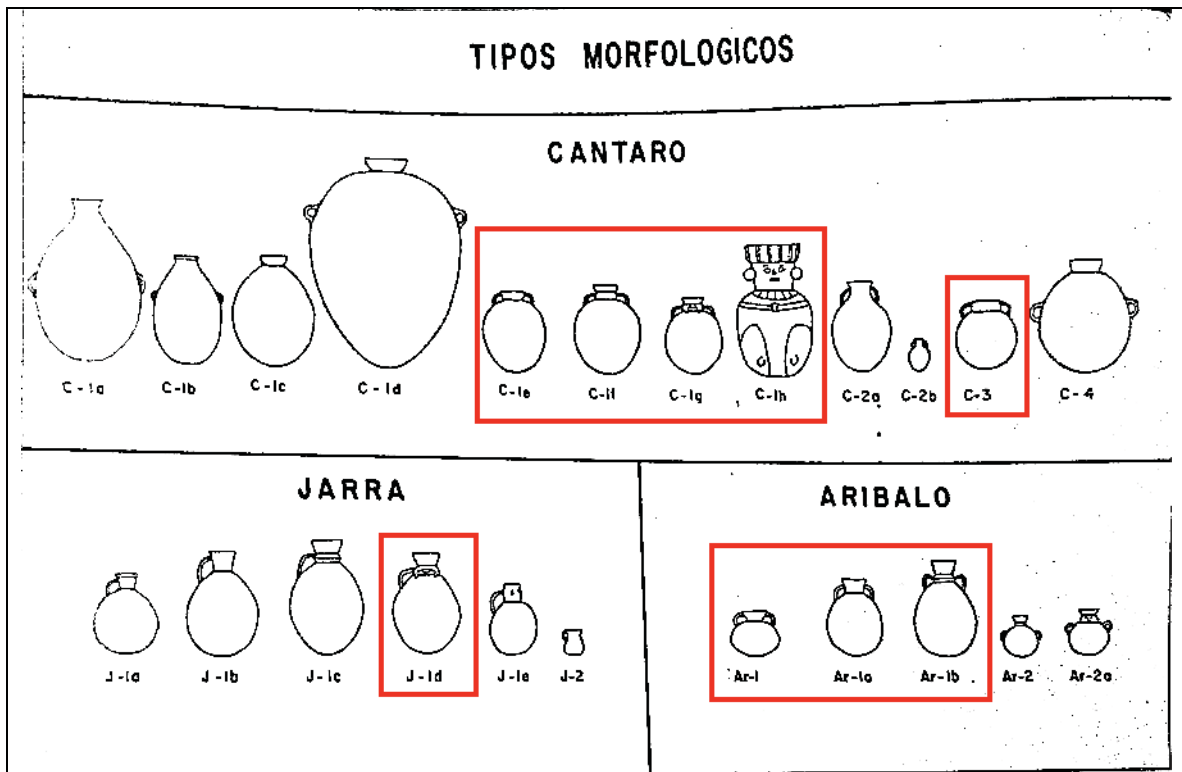 TIPOS MORFOLOGICOS
CANTARO
C-1a C-1b C-1c C-1d C-1e C-1f C-1g C-1h C-2a C-2b C-3 C-4
JARRA
J-1a J-1b J-1c J-1d J-1e J-2
ARIBALO
Ar-1 Ar-1a Ar-1b Ar-2 Ar-2a